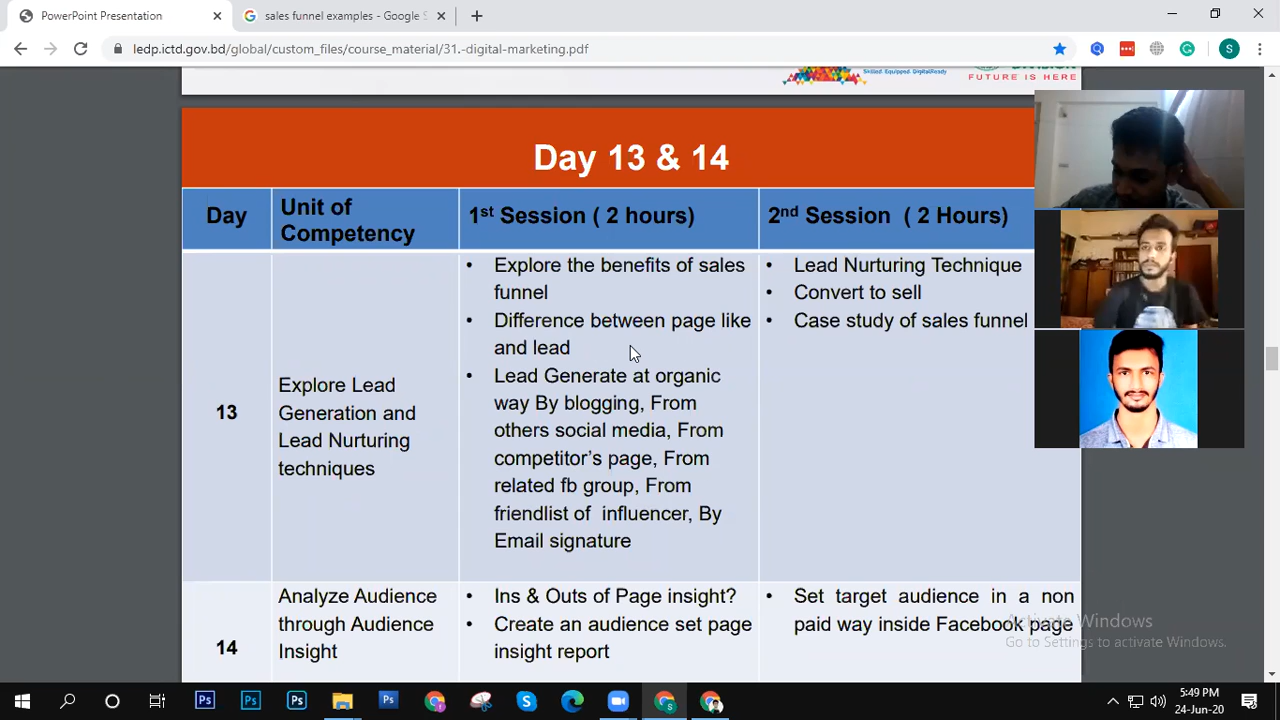 PowerPoint Presentation
sales funnel examples - Google S
ledp.ictd.gov.bd/global/custom_files/course_material/31.-digital-marketing.pdf
S
Skilled. Equipped. DigitalReady
FUTURE IS HERE
Day 13 & 14
Day
Unit of
Competency
1st Session ( 2 hours)
2nd Session ( 2 Hours)
13
Explore Lead
Generation and
Lead Nurturing
techniques
• Explore the benefits of sales
funnel
• Difference between page like
and lead
• Lead Generate at organic
way By blogging, From
others social media, From
competitor's page, From
related fb group, From
friendlist of influencer, By
Email signature
• Lead Nurturing Technique
• Convert to sell
• Case study of sales funnel
14
Analyze Audience
through Audience
Insight
• Ins & Outs of Page insight?
• Create an audience set page
insight report
• Set target audience in a non
paid way inside Facebook page
Activate Windows
Go to Settings to activate Windows.
5:49 PM
24-Jun-20